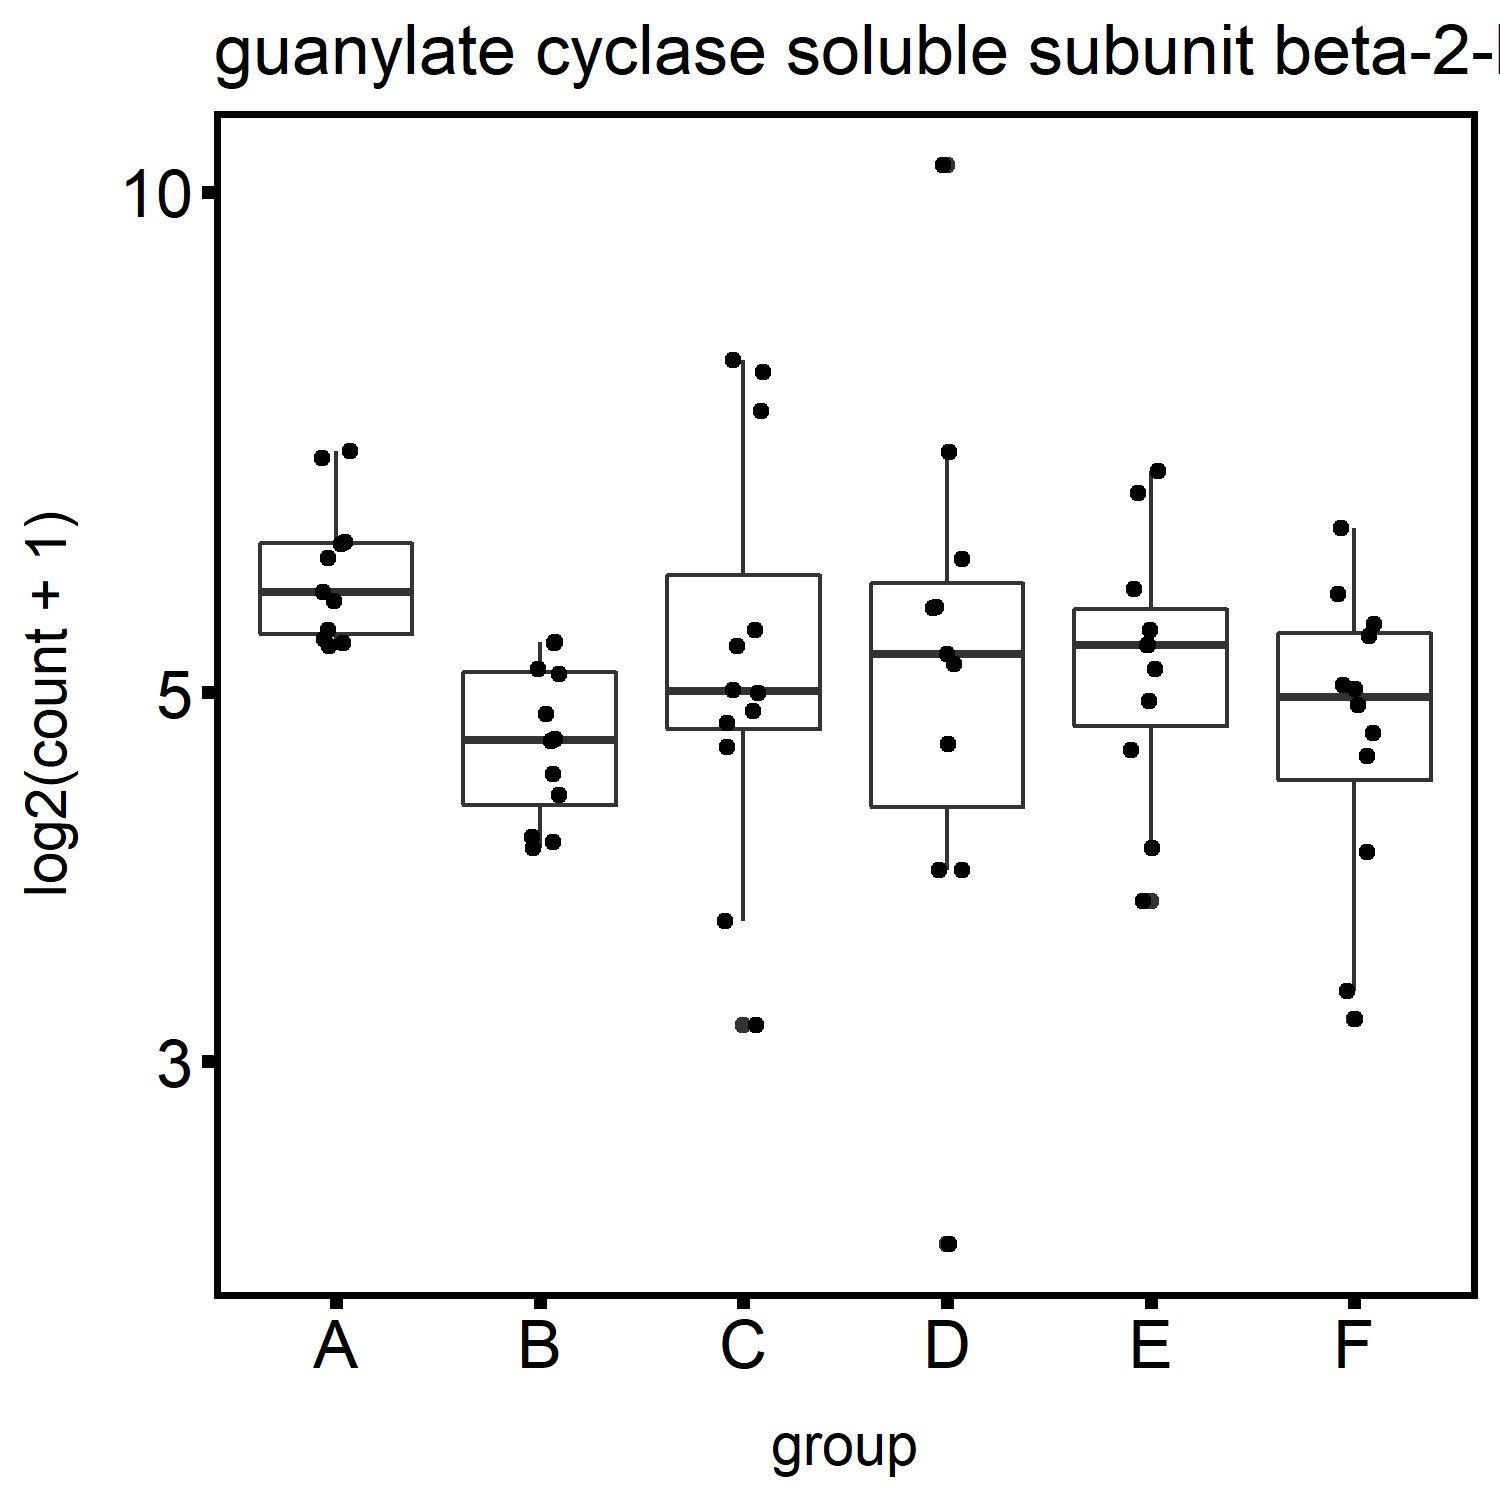 guanylate cyclase soluble subunit beta-2-
10
5
3
log2(count + 1)
A B C D E F
group